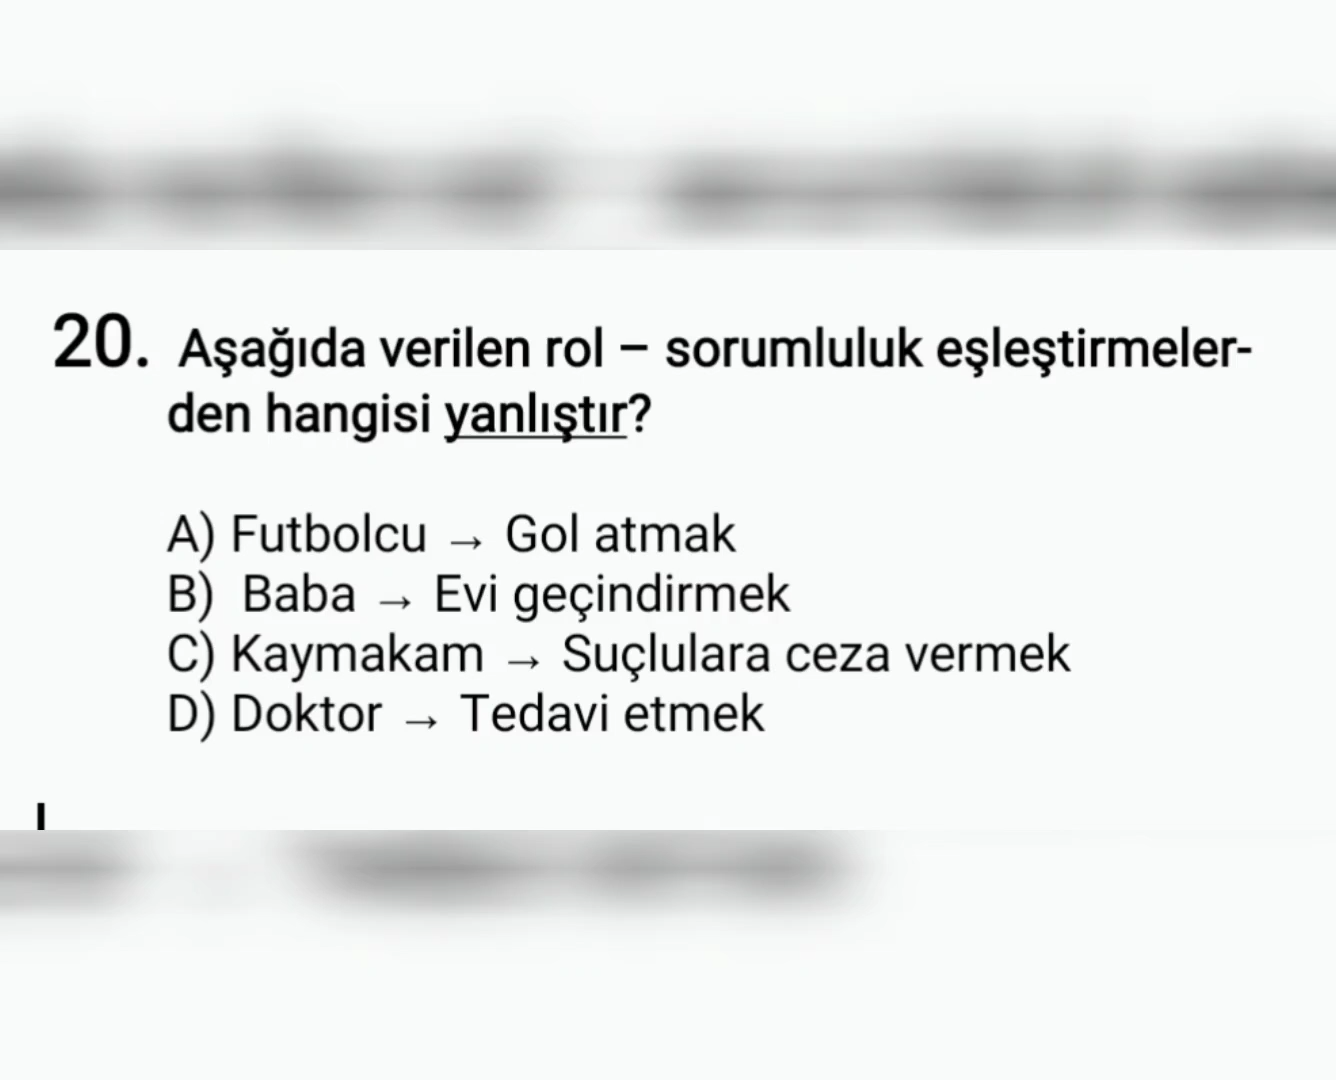 20. Aşağıda verilen rol – sorumluluk eşleştirmeler-
den hangisi yanlıştır?
A) Futbolcu → Gol atmak
B) Baba → Evi geçindirmek
C) Kaymakam → Suçlulara ceza vermek
D) Doktor → Tedavi etmek